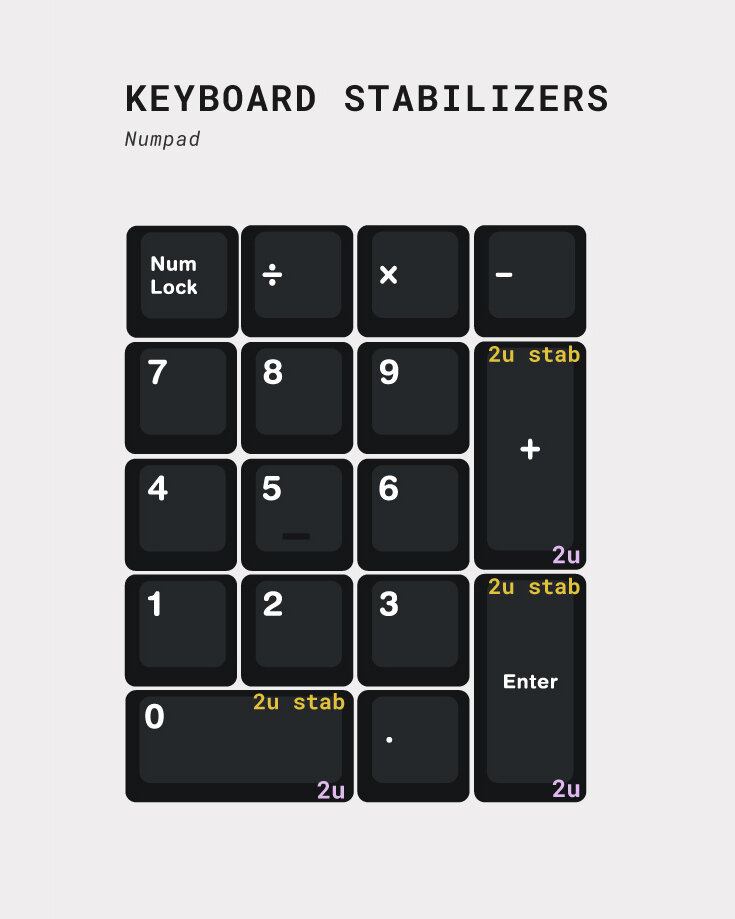 KEYBOARD STABILIZERS
Numpad
Num
Lock
÷
×
−
7
8
9
2u stab
+
2u
4
5
6
1
2
3
2u stab
Enter
2u
0
2u stab
2u
.